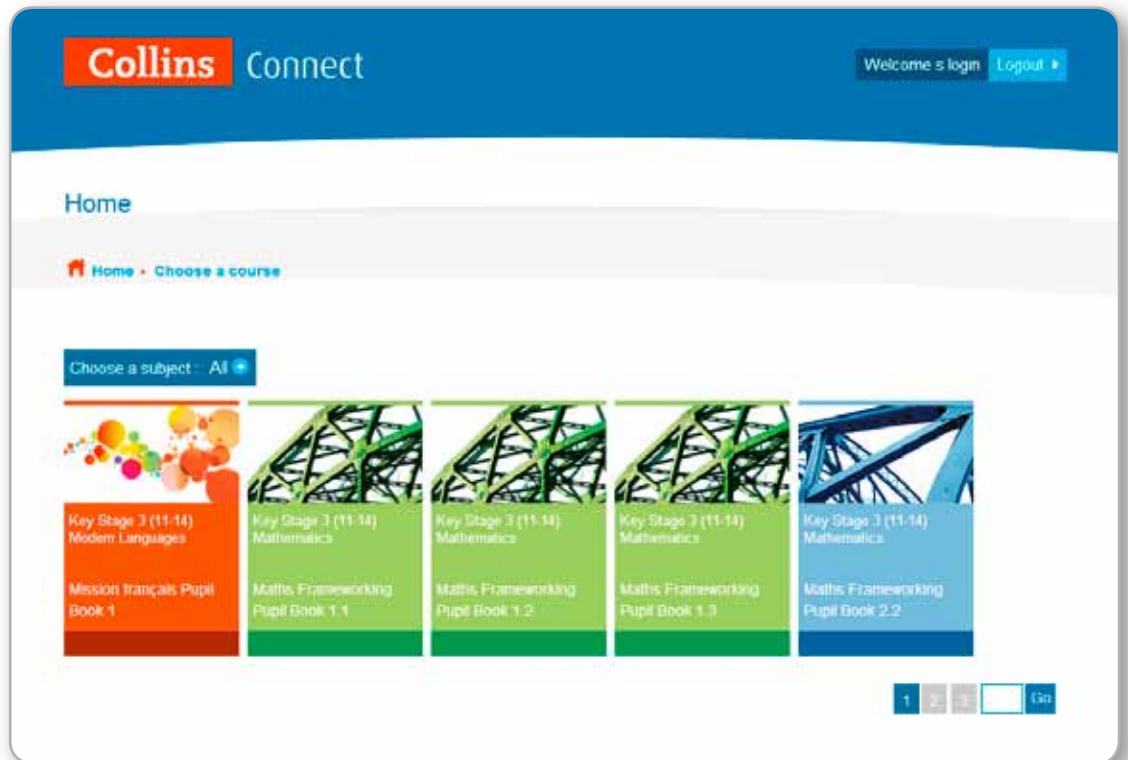 Collins Connect
Welcome s login Logout
Home
Home • Choose a course
Choose a subject : All
Key Stage 3 (11-14)
Modern Languages
Mission français Pupil
Book 1
Key Stage 3 (11-14)
Mathematics
Maths Frameworking
Pupil Book 1.1
Key Stage 3 (11-14)
Mathematics
Maths Frameworking
Pupil Book 1.2
Key Stage 3 (11-14)
Mathematics
Maths Frameworking
Pupil Book 1.3
Key Stage 3 (11-14)
Mathematics
Maths Frameworking
Pupil Book 2.2
1 2 3 Go